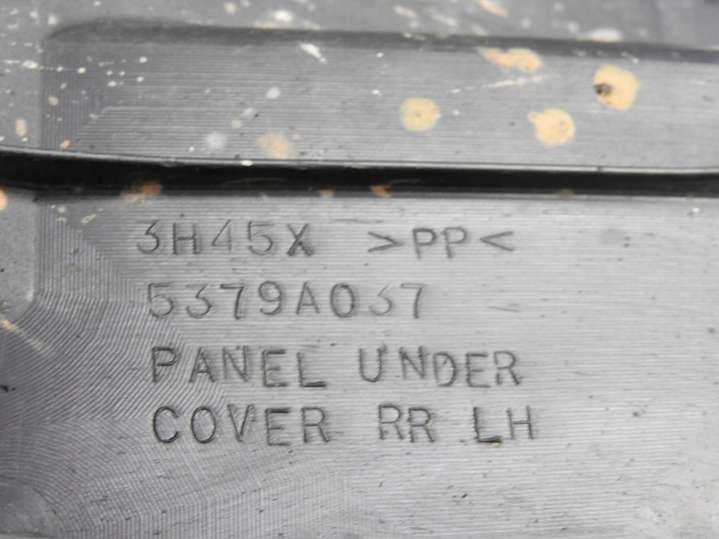 3H45X >PP<
5379A037
PANEL UNDER
COVER RR LH